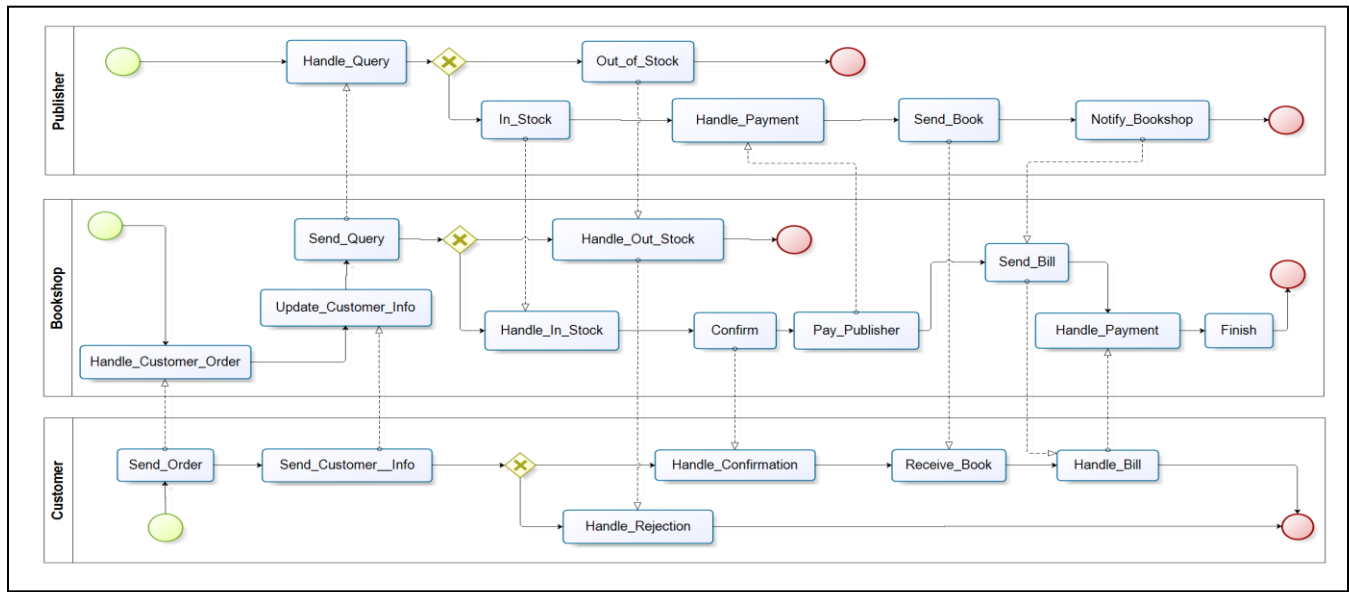 Publisher
Handle_Query
Out_of_Stock
In_Stock
Handle_Payment
Send_Book
Notify_Bookshop
Bookshop
Send_Query
Handle_Out_Stock
Send_Bill
Update_Customer_Info
Handle_In_Stock
Confirm
Pay_Publisher
Handle_Payment
Finish
Handle_Customer_Order
Customer
Send_Order
Send_Customer__Info
Handle_Confirmation
Receive_Book
Handle_Bill
Handle_Rejection